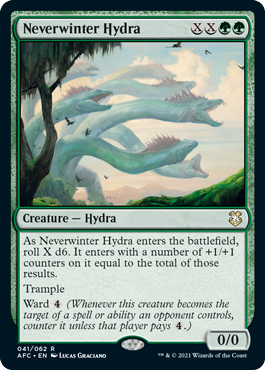 Neverwinter Hydra XXGG
Creature — Hydra
As Neverwinter Hydra enters the battlefield,
roll X d6. It enters with a number of +1/+1
counters on it equal to the total of those
results.
Trample
Ward 4 (Whenever this creature becomes the
target of a spell or ability an opponent controls,
counter it unless that player pays 4.)
0/0
041/062 R
AFC • EN Lucas Graciano
™ & © 2021 Wizards of the Coast